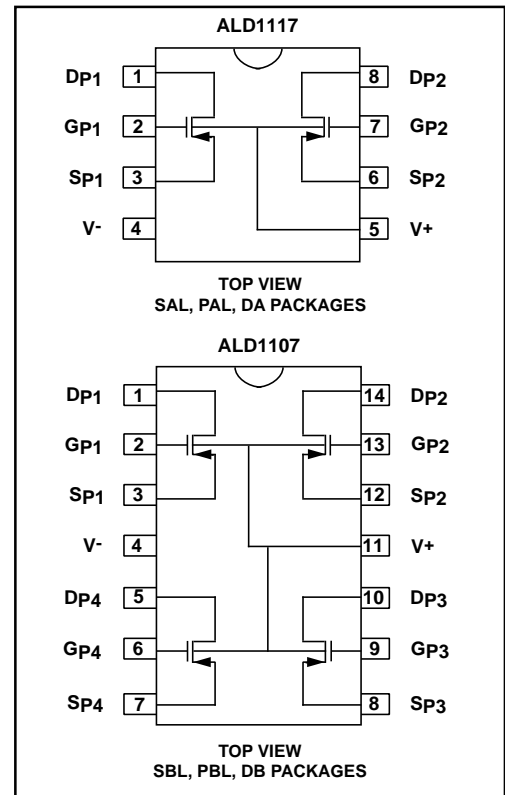 ALD1117
DP1 1 8 DP2
GP1 2 7 GP2
SP1 3 6 SP2
V- 4 5 V+
TOP VIEW
SAL, PAL, DA PACKAGES
ALD1107
DP1 1 14 DP2
GP1 2 13 GP2
SP1 3 12 SP2
V- 4 11 V+
DP4 5 10 DP3
GP4 6 9 GP3
SP4 7 8 SP3
TOP VIEW
SBL, PBL, DB PACKAGES